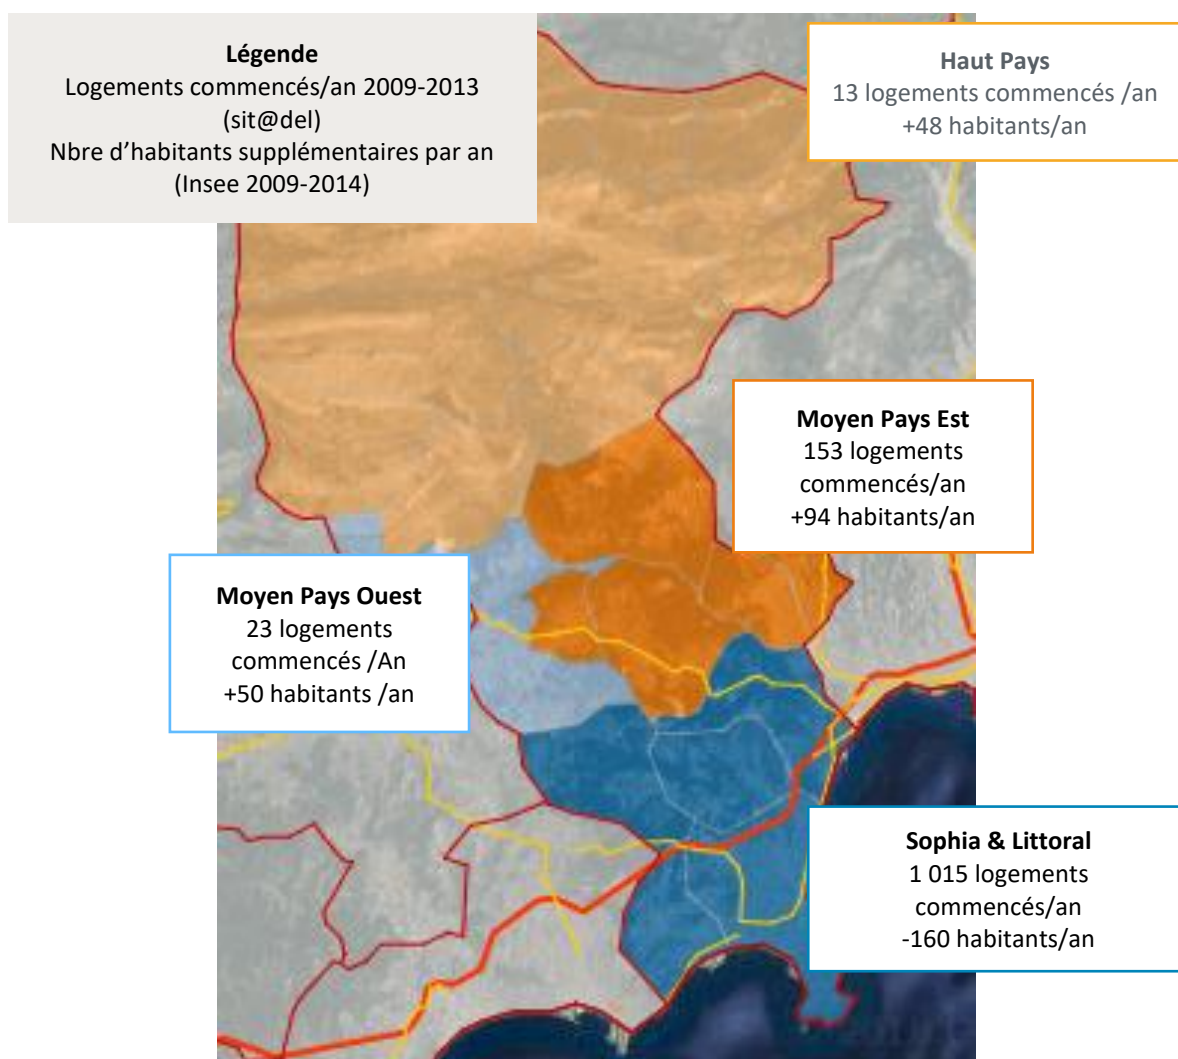 Légende
Logements commencés/an 2009-2013
(sit@del)
Nbre d’habitants supplémentaires par an
(Insee 2009-2014)
Haut Pays
13 logements commencés /an
+48 habitants/an
Moyen Pays Est
153 logements
commencés/an
+94 habitants/an
Moyen Pays Ouest
23 logements
commencés /An
+50 habitants /an
Sophia & Littoral
1 015 logements
commencés/an
-160 habitants/an